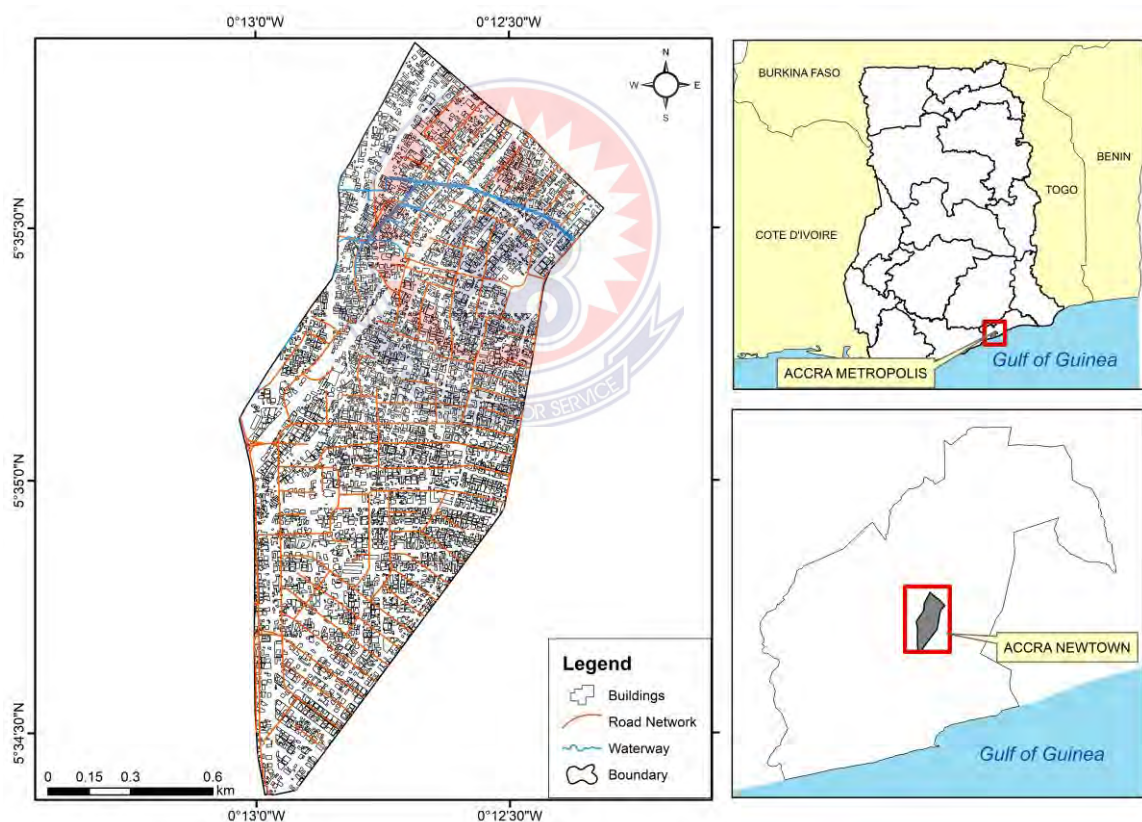 0°13'0"W
0°12'30"W
N
W
E
S
5°35'30"N
5°35'0"N
5°34'30"N
OR SERVICE
Legend
Buildings
Road Network
Waterway
Boundary
0 0.15 0.3 0.6
km
0°13'0"W
0°12'30"W
BURKINA FASO
BENIN
TOGO
COTE D'IVOIRE
ACCRA METROPOLIS
Gulf of Guinea
ACCRA NEWTOWN
Gulf of Guinea